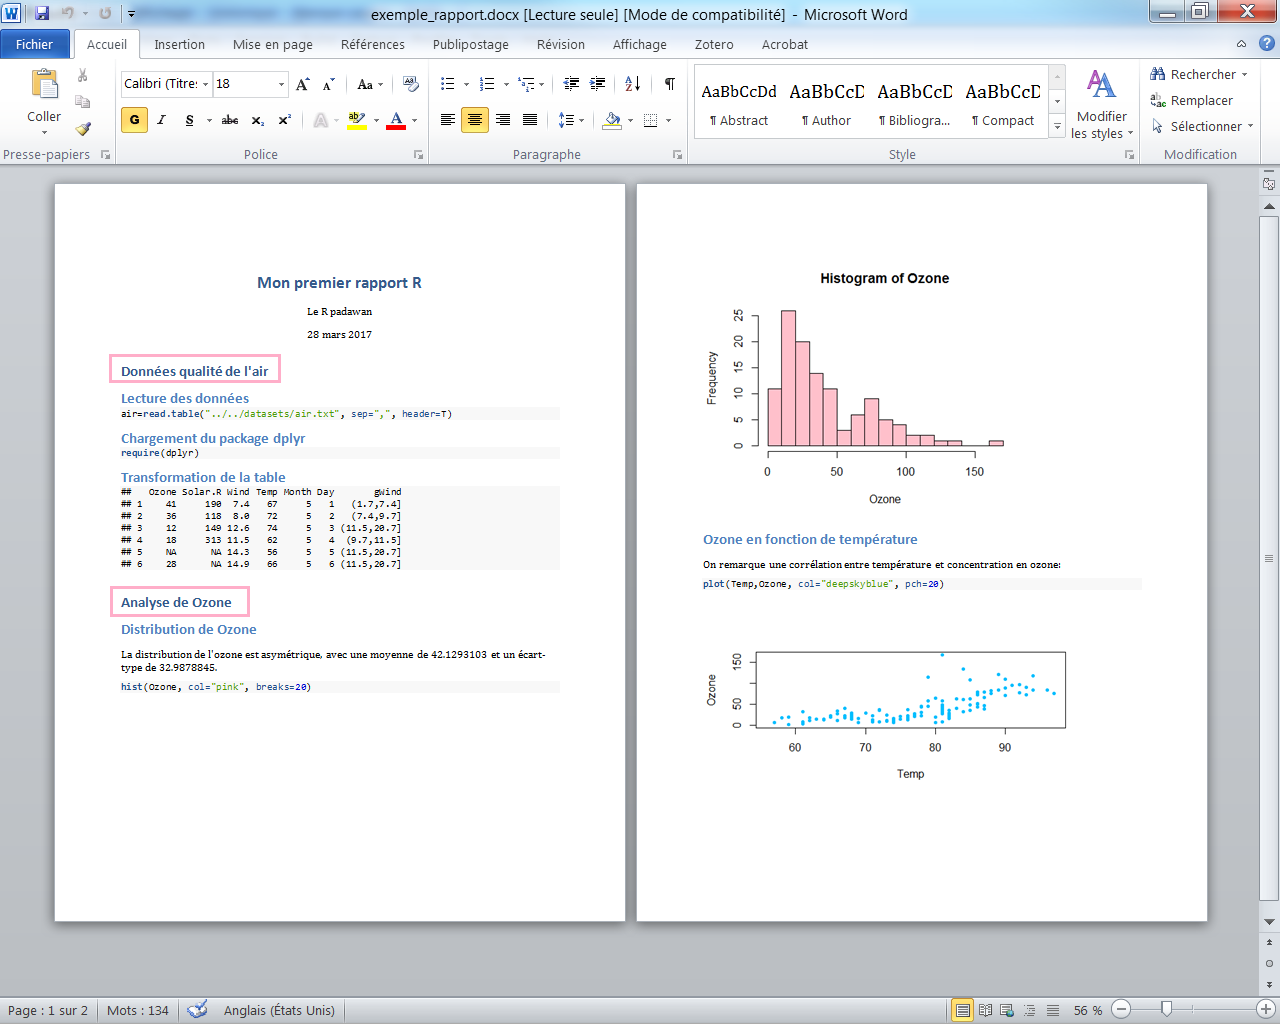 exemple_rapport.docx [Lecture seule] [Mode de compatibilité] - Microsoft Word
Fichier Accueil Insertion Mise en page Références Publipostage Révision Affichage Zotero Acrobat
Coller
Presse-papiers
Calibri (Titre: 18
G I S abc x₂ x² A ab A
Police
Paragraphe
AaBbCcDd AaBbCcD AaBbCcD AaBbCcD
¶ Abstract ¶ Author ¶ Bibliogra... ¶ Compact
Style
Modifier
les styles
Rechercher
Remplacer
Sélectionner
Modification
Mon premier rapport R
Le R padawan
28 mars 2017
Données qualité de l'air
Lecture des données
air=read.table("../../datasets/air.txt", sep=",", header=T)
Chargement du package dplyr
require(dplyr)
Transformation de la table
## Ozone Solar.R Wind Temp Month Day gWind
## 1 41 190 7.4 67 5 1 (1.7,7.4]
## 2 36 118 8.0 72 5 2 (7.4,9.7]
## 3 12 149 12.6 74 5 3 (11.5,20.7]
## 4 18 313 11.5 62 5 4 (9.7,11.5]
## 5 NA NA 14.3 56 5 5 (11.5,20.7]
## 6 28 NA 14.9 66 5 6 (11.5,20.7]
Analyse de Ozone
Distribution de Ozone
La distribution de l'ozone est asymétrique, avec une moyenne de 42.1293103 et un écart-
type de 32.9878845.
hist(Ozone, col="pink", breaks=20)
Histogram of Ozone
Frequency
25
20
15
10
5
0
0 50 100 150
Ozone
Ozone en fonction de température
On remarque une corrélation entre température et concentration en ozone:
plot(Temp,Ozone, col="deepskyblue", pch=20)
Ozone
150
50
0
60 70 80 90
Temp
Page : 1 sur 2 Mots : 134 Anglais (États Unis) 56 %